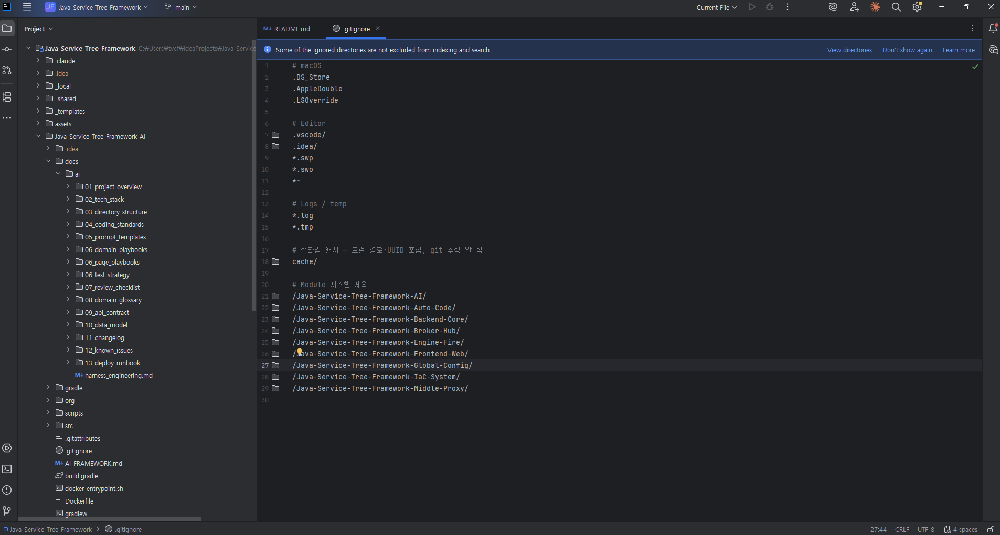 JF Java-Service-Tree-Framework main Current File
Project
README.md .gitignore
Java-Service-Tree-Framework C:₩Users₩tvcf₩IdeaProjects₩Java-Service
Some of the ignored directories are not excluded from indexing and search View directories Don't show again Learn more
.claude
.idea
_local
_shared
_templates
assets
Java-Service-Tree-Framework-AI
.idea
docs
ai
01_project_overview
02_tech_stack
03_directory_structure
04_coding_standards
05_prompt_templates
06_domain_playbooks
06_page_playbooks
06_test_strategy
07_review_checklist
08_domain_glossary
09_api_contract
10_data_model
11_changelog
12_known_issues
13_deploy_runbook
M↓ harness_engineering.md
gradle
org
scripts
src
.gitattributes
.gitignore
M↓ AI-FRAMEWORK.md
build.gradle
docker-entrypoint.sh
Dockerfile
gradlew
1 # macOS
2 .DS_Store
3 .AppleDouble
4 .LSOverride
5
6 # Editor
7 .vscode/
8 .idea/
9 *.swp
10 *.swo
11 *~
12
13 # Logs / temp
14 *.log
15 *.tmp
16
17 # 런타임 캐시 — 로컬 경로·UUID 포함, git 추적 안 함
18 cache/
19
20 # Module 시스템 제외
21 /Java-Service-Tree-Framework-AI/
22 /Java-Service-Tree-Framework-Auto-Code/
23 /Java-Service-Tree-Framework-Backend-Core/
24 /Java-Service-Tree-Framework-Broker-Hub/
25 /Java-Service-Tree-Framework-Engine-Fire/
26 /Java-Service-Tree-Framework-Frontend-Web/
27 /Java-Service-Tree-Framework-Global-Config/
28 /Java-Service-Tree-Framework-IaC-System/
29 /Java-Service-Tree-Framework-Middle-Proxy/
30
Java-Service-Tree-Framework > .gitignore 27:44 CRLF UTF-8 4 spaces